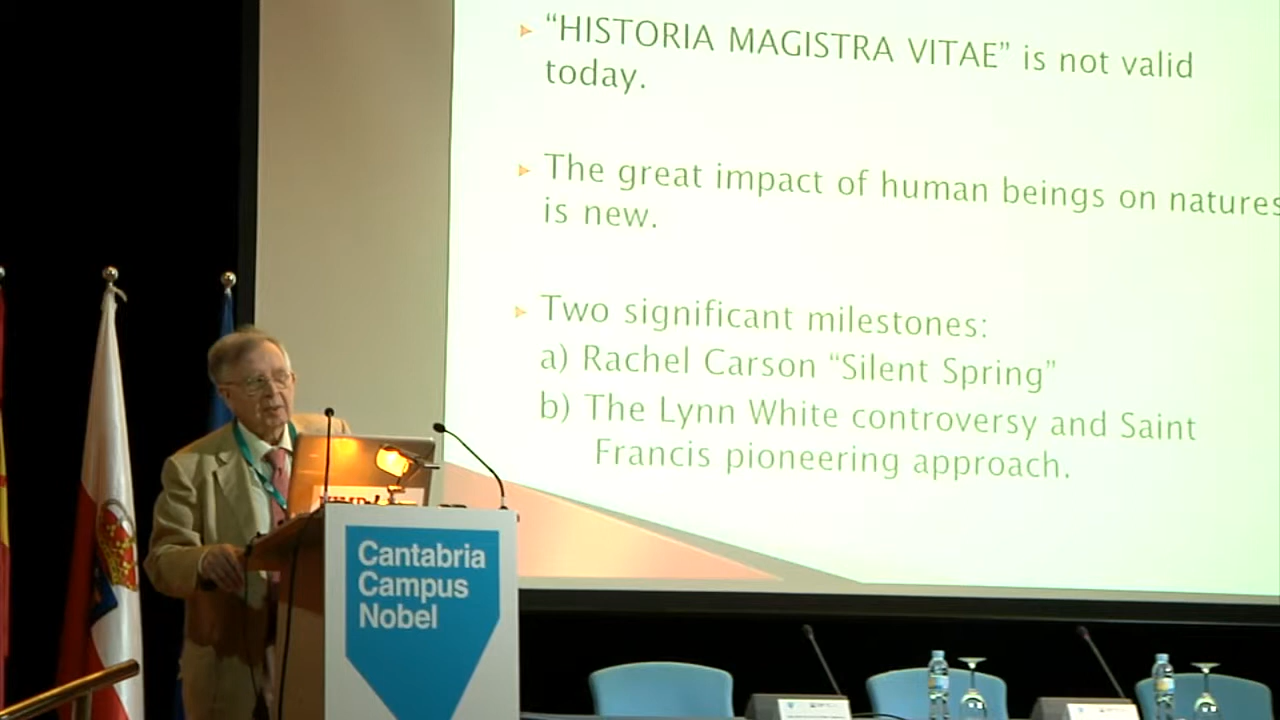 “HISTORIA MAGISTRA VITAE” is not valid
today.
The great impact of human beings on natures
is new.
Two significant milestones:
a) Rachel Carson “Silent Spring”
b) The Lynn White controversy and Saint
Francis pioneering approach.
Cantabria
Campus
Nobel